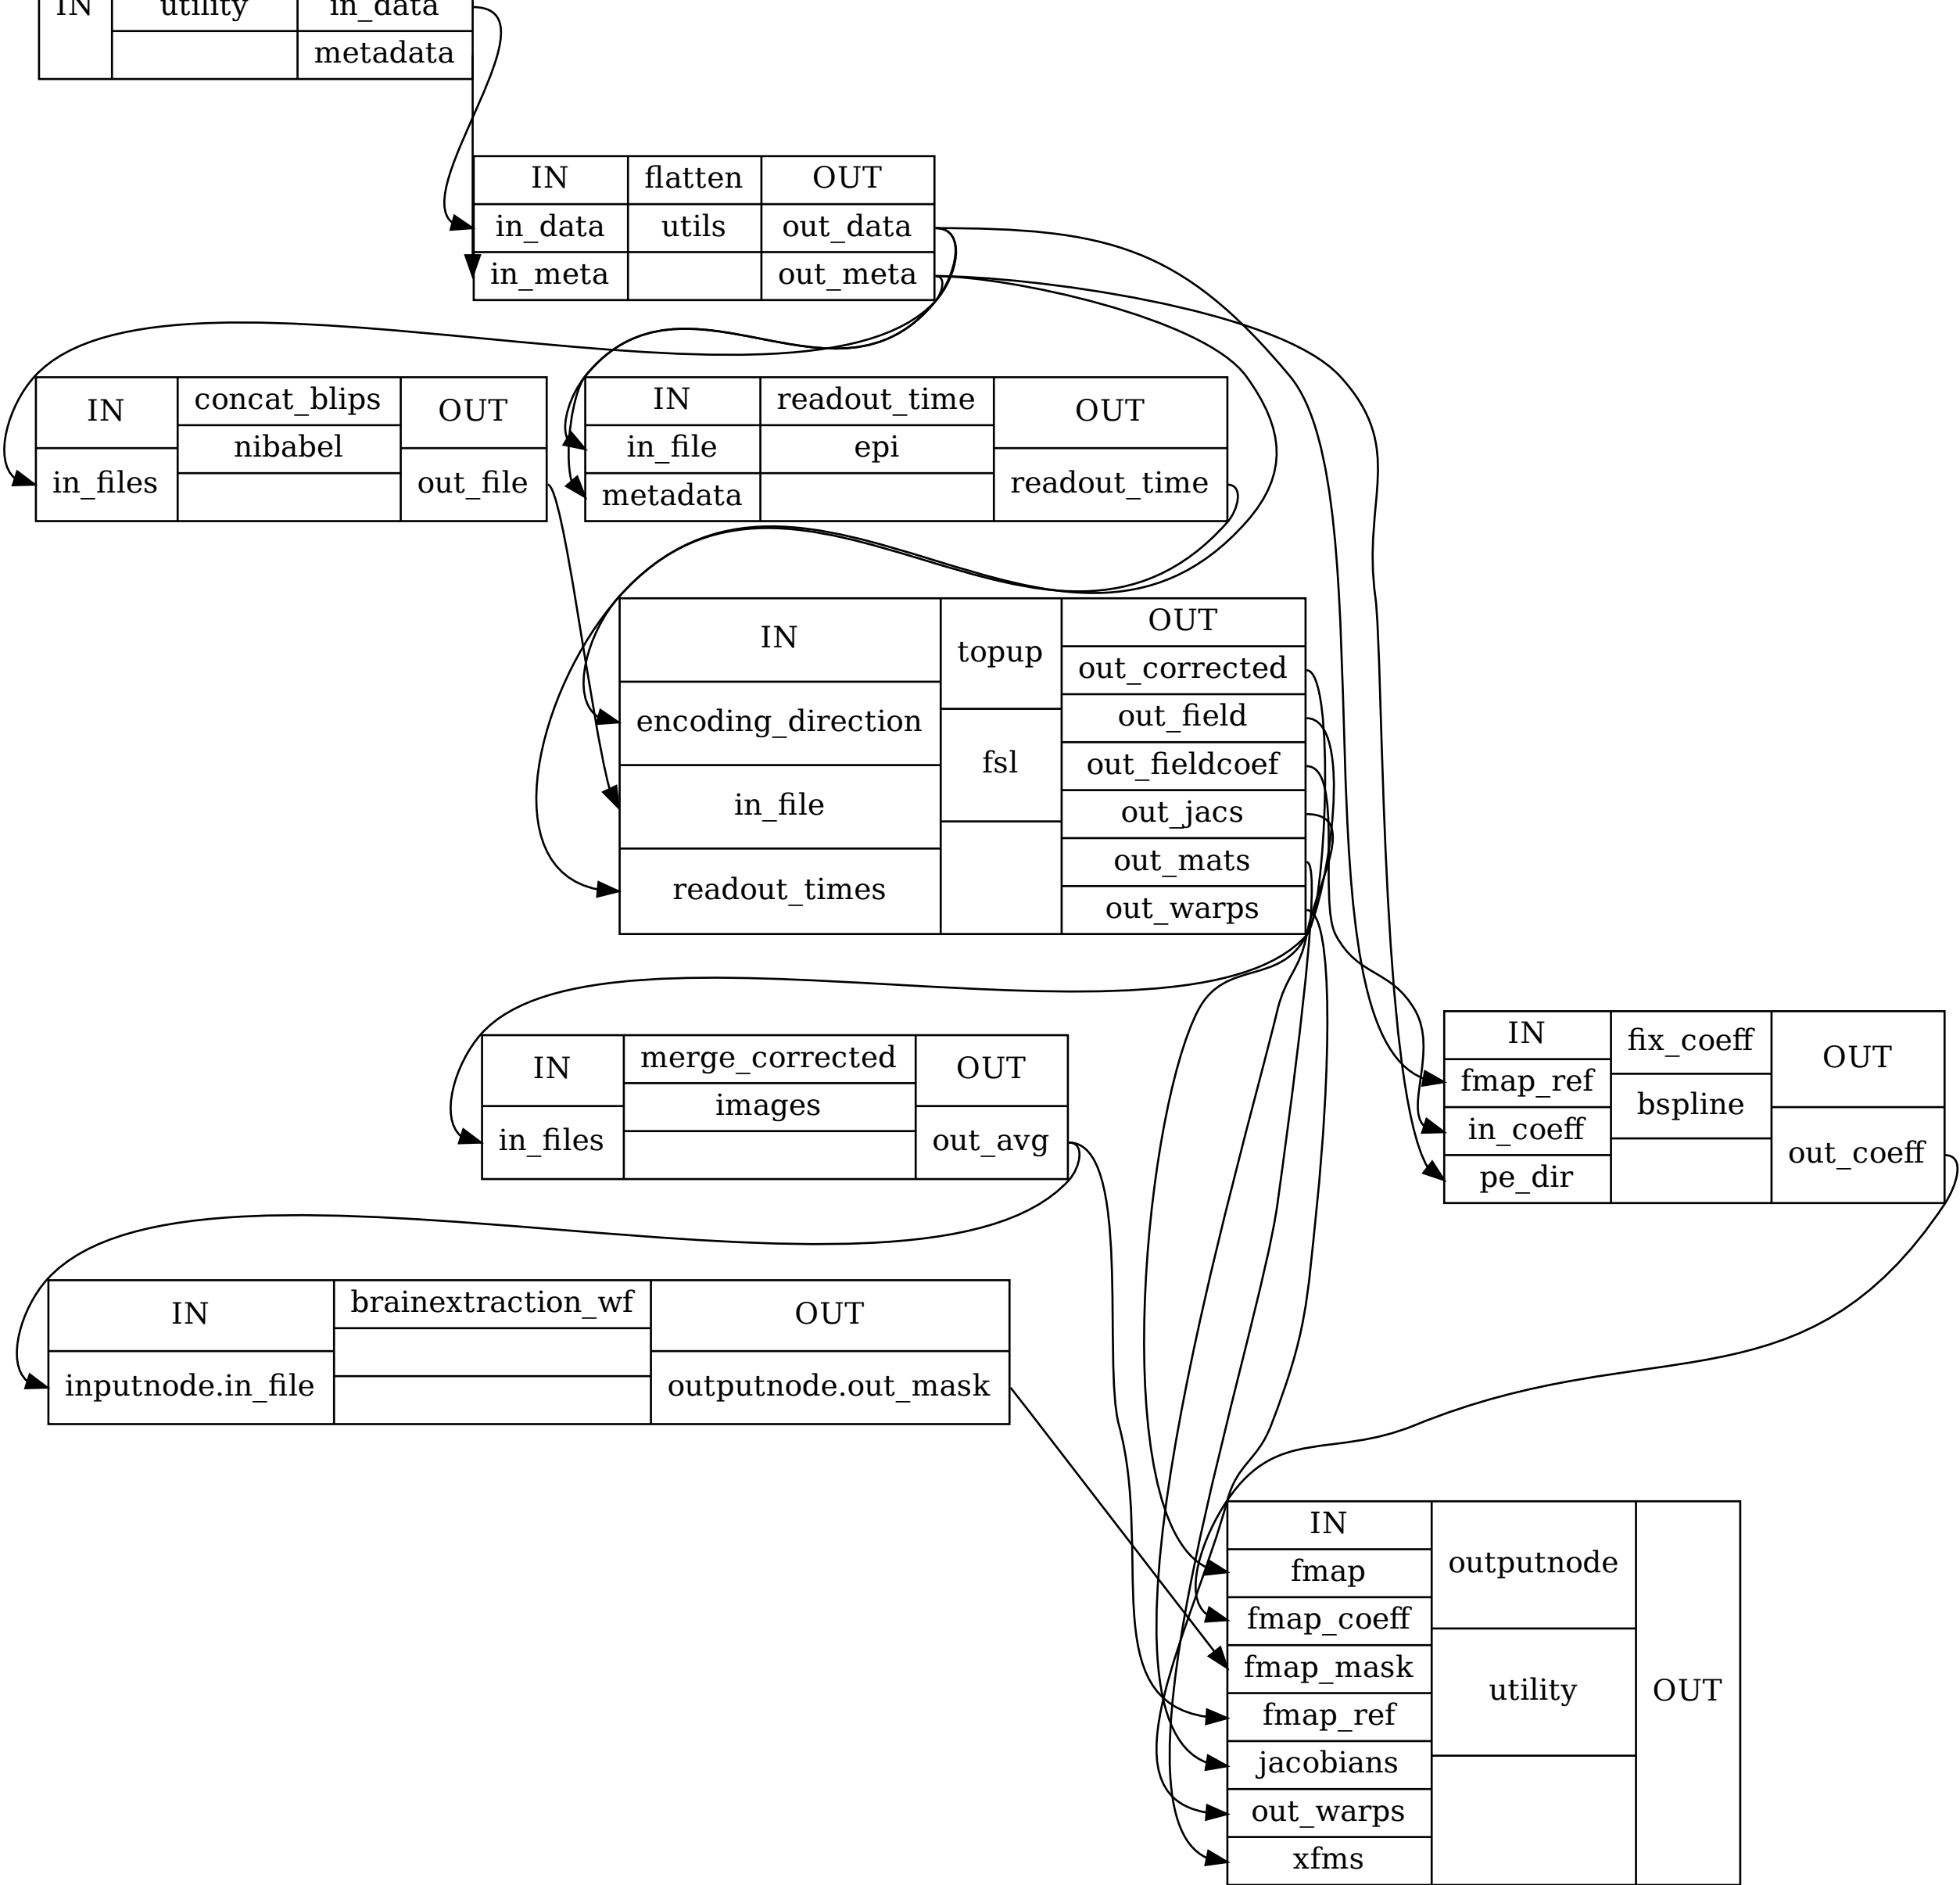 IN
utility
in_data
metadata
IN
flatten
OUT
in_data
utils
out_data
in_meta
out_meta
IN
concat_blips
OUT
nibabel
in_files
out_file
IN
readout_time
OUT
in_file
epi
metadata
readout_time
IN
topup
OUT
out_corrected
encoding_direction
out_field
fsl
out_fieldcoef
in_file
out_jacs
out_mats
readout_times
out_warps
IN
merge_corrected
OUT
images
in_files
out_avg
IN
fix_coeff
OUT
fmap_ref
bspline
in_coeff
out_coeff
pe_dir
IN
brainextraction_wf
OUT
inputnode.in_file
outputnode.out_mask
IN
outputnode
OUT
fmap
fmap_coeff
fmap_mask
utility
fmap_ref
jacobians
out_warps
xfms